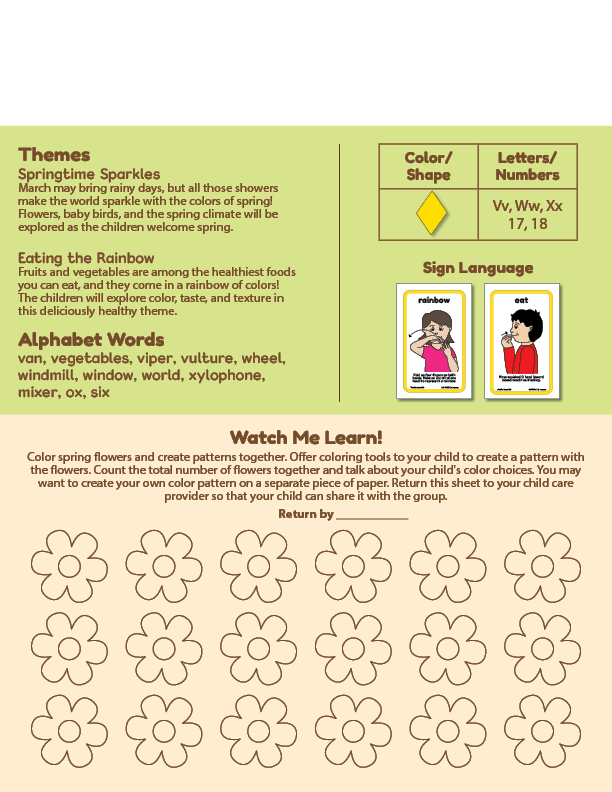 Themes
Springtime Sparkles
March may bring rainy days, but all those showers
make the world sparkle with the colors of spring!
Flowers, baby birds, and the spring climate will be
explored as the children welcome spring.
Eating the Rainbow
Fruits and vegetables are among the healthiest foods
you can eat, and they come in a rainbow of colors!
The children will explore color, taste, and texture in
this deliciously healthy theme.
Alphabet Words
van, vegetables, viper, vulture, wheel,
windmill, window, world, xylophone,
mixer, ox, six
Color/
Shape
Letters/
Numbers
Vv, Ww, Xx
17, 18
Sign Language
rainbow
eat
Watch Me Learn!
Color spring flowers and create patterns together. Offer coloring tools to your child to create a pattern with
the flowers. Count the total number of flowers together and talk about your child's color choices. You may
want to create your own color pattern on a separate piece of paper. Return this sheet to your child care
provider so that your child can share it with the group.
Return by ____________